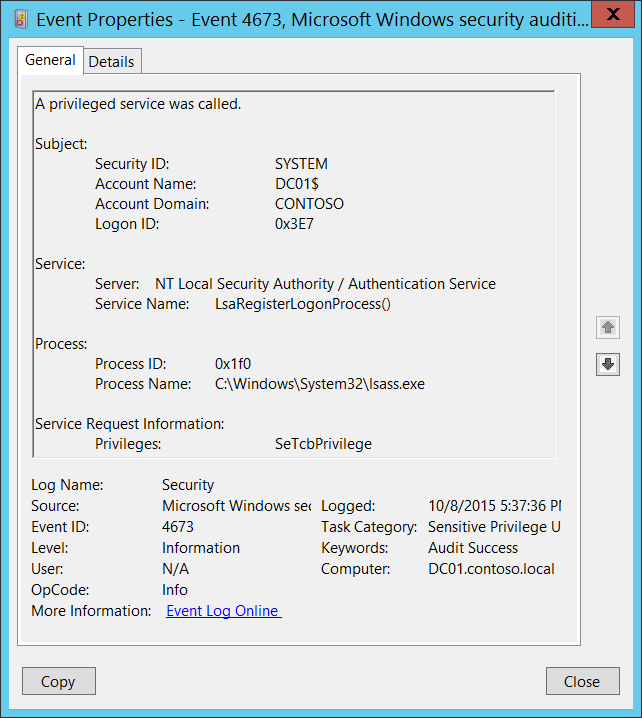 Event Properties - Event 4673, Microsoft Windows security auditi...
General Details
A privileged service was called.
Subject:
Security ID: SYSTEM
Account Name: DC01$
Account Domain: CONTOSO
Logon ID: 0x3E7
Service:
Server: NT Local Security Authority / Authentication Service
Service Name: LsaRegisterLogonProcess()
Process:
Process ID: 0x1f0
Process Name: C:\Windows\System32\lsass.exe
Service Request Information:
Privileges: SeTcbPrivilege
Log Name: Security
Source: Microsoft Windows sec Logged: 10/8/2015 5:37:36 PM
Event ID: 4673 Task Category: Sensitive Privilege U
Level: Information Keywords: Audit Success
User: N/A Computer: DC01.contoso.local
OpCode: Info
More Information: Event Log Online
Copy Close